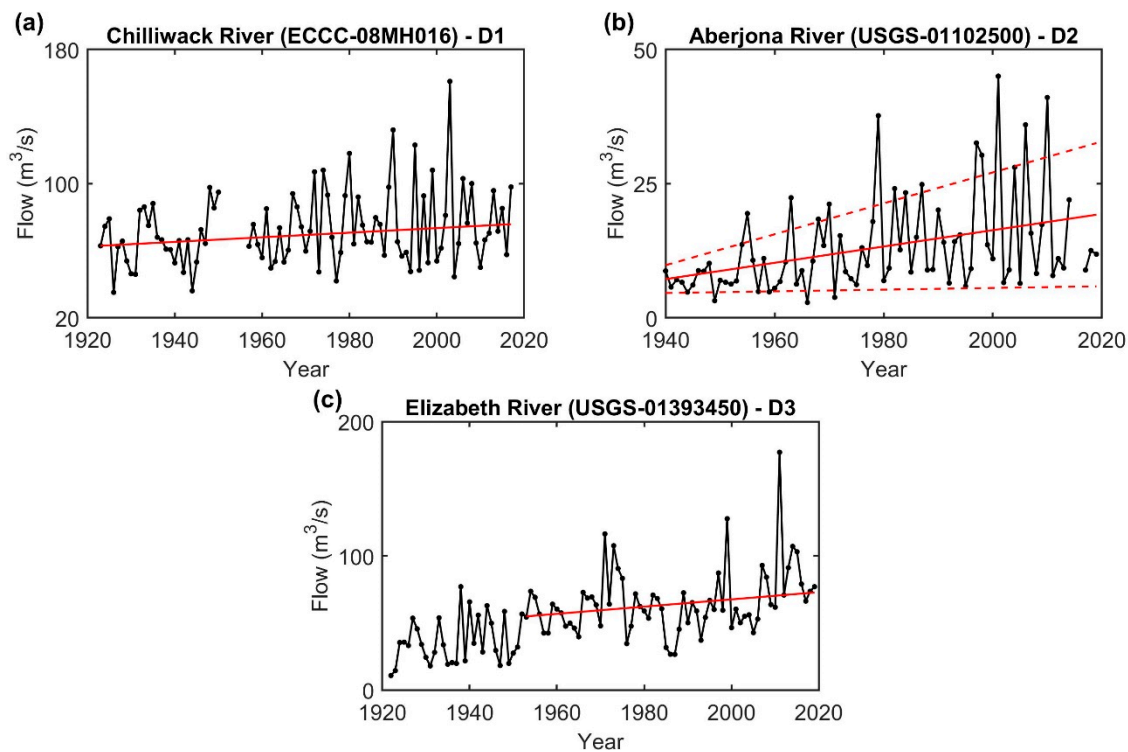 (a)
Chilliwack River (ECCC-08MH016) - D1
180
100
20
Flow (m³/s)
1920 1940 1960 1980 2000 2020
Year
(b)
Aberjona River (USGS-01102500) - D2
50
25
0
Flow (m³/s)
1940 1960 1980 2000 2020
Year
(c)
Elizabeth River (USGS-01393450) - D3
200
100
0
Flow (m³/s)
1920 1940 1960 1980 2000 2020
Year